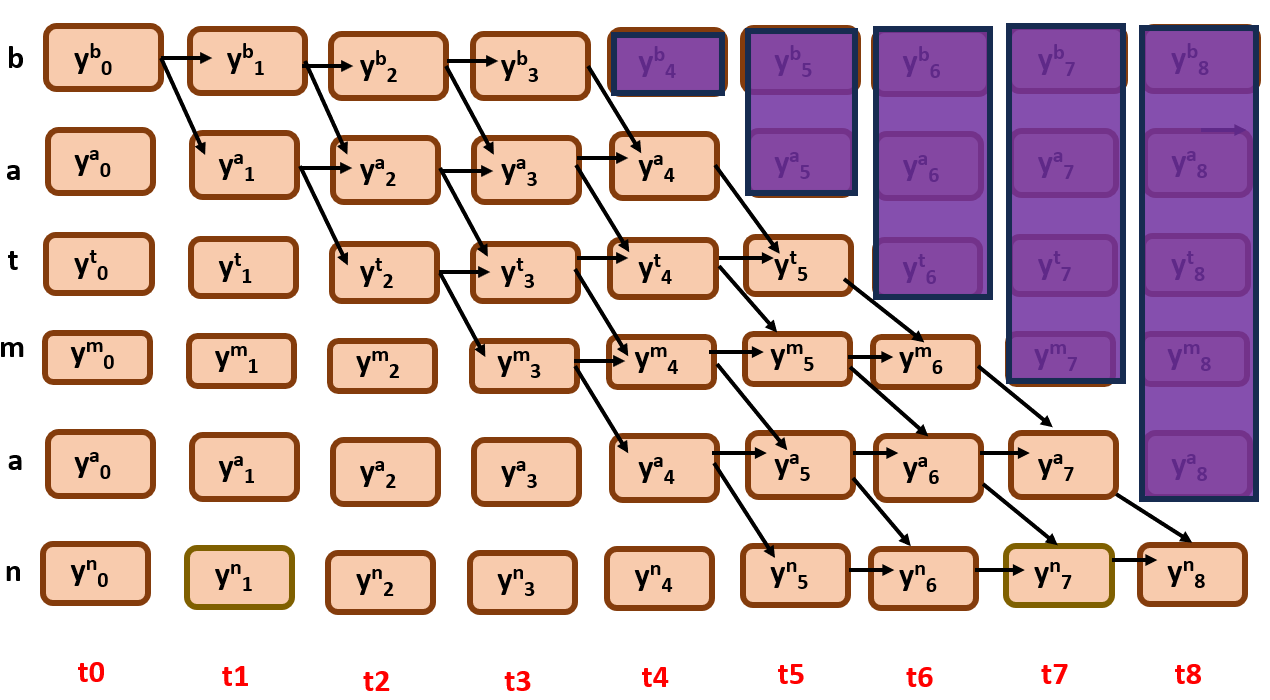 b y^b_0 y^b_1 y^b_2 y^b_3 y^b_4 y^b_5 y^b_6 y^b_7 y^b_8
a y^a_0 y^a_1 y^a_2 y^a_3 y^a_4 y^a_5 y^a_6 y^a_7 y^a_8
t y^t_0 y^t_1 y^t_2 y^t_3 y^t_4 y^t_5 y^t_6 y^t_7 y^t_8
m y^m_0 y^m_1 y^m_2 y^m_3 y^m_4 y^m_5 y^m_6 y^m_7 y^m_8
a y^a_0 y^a_1 y^a_2 y^a_3 y^a_4 y^a_5 y^a_6 y^a_7 y^a_8
n y^n_0 y^n_1 y^n_2 y^n_3 y^n_4 y^n_5 y^n_6 y^n_7 y^n_8
t0 t1 t2 t3 t4 t5 t6 t7 t8